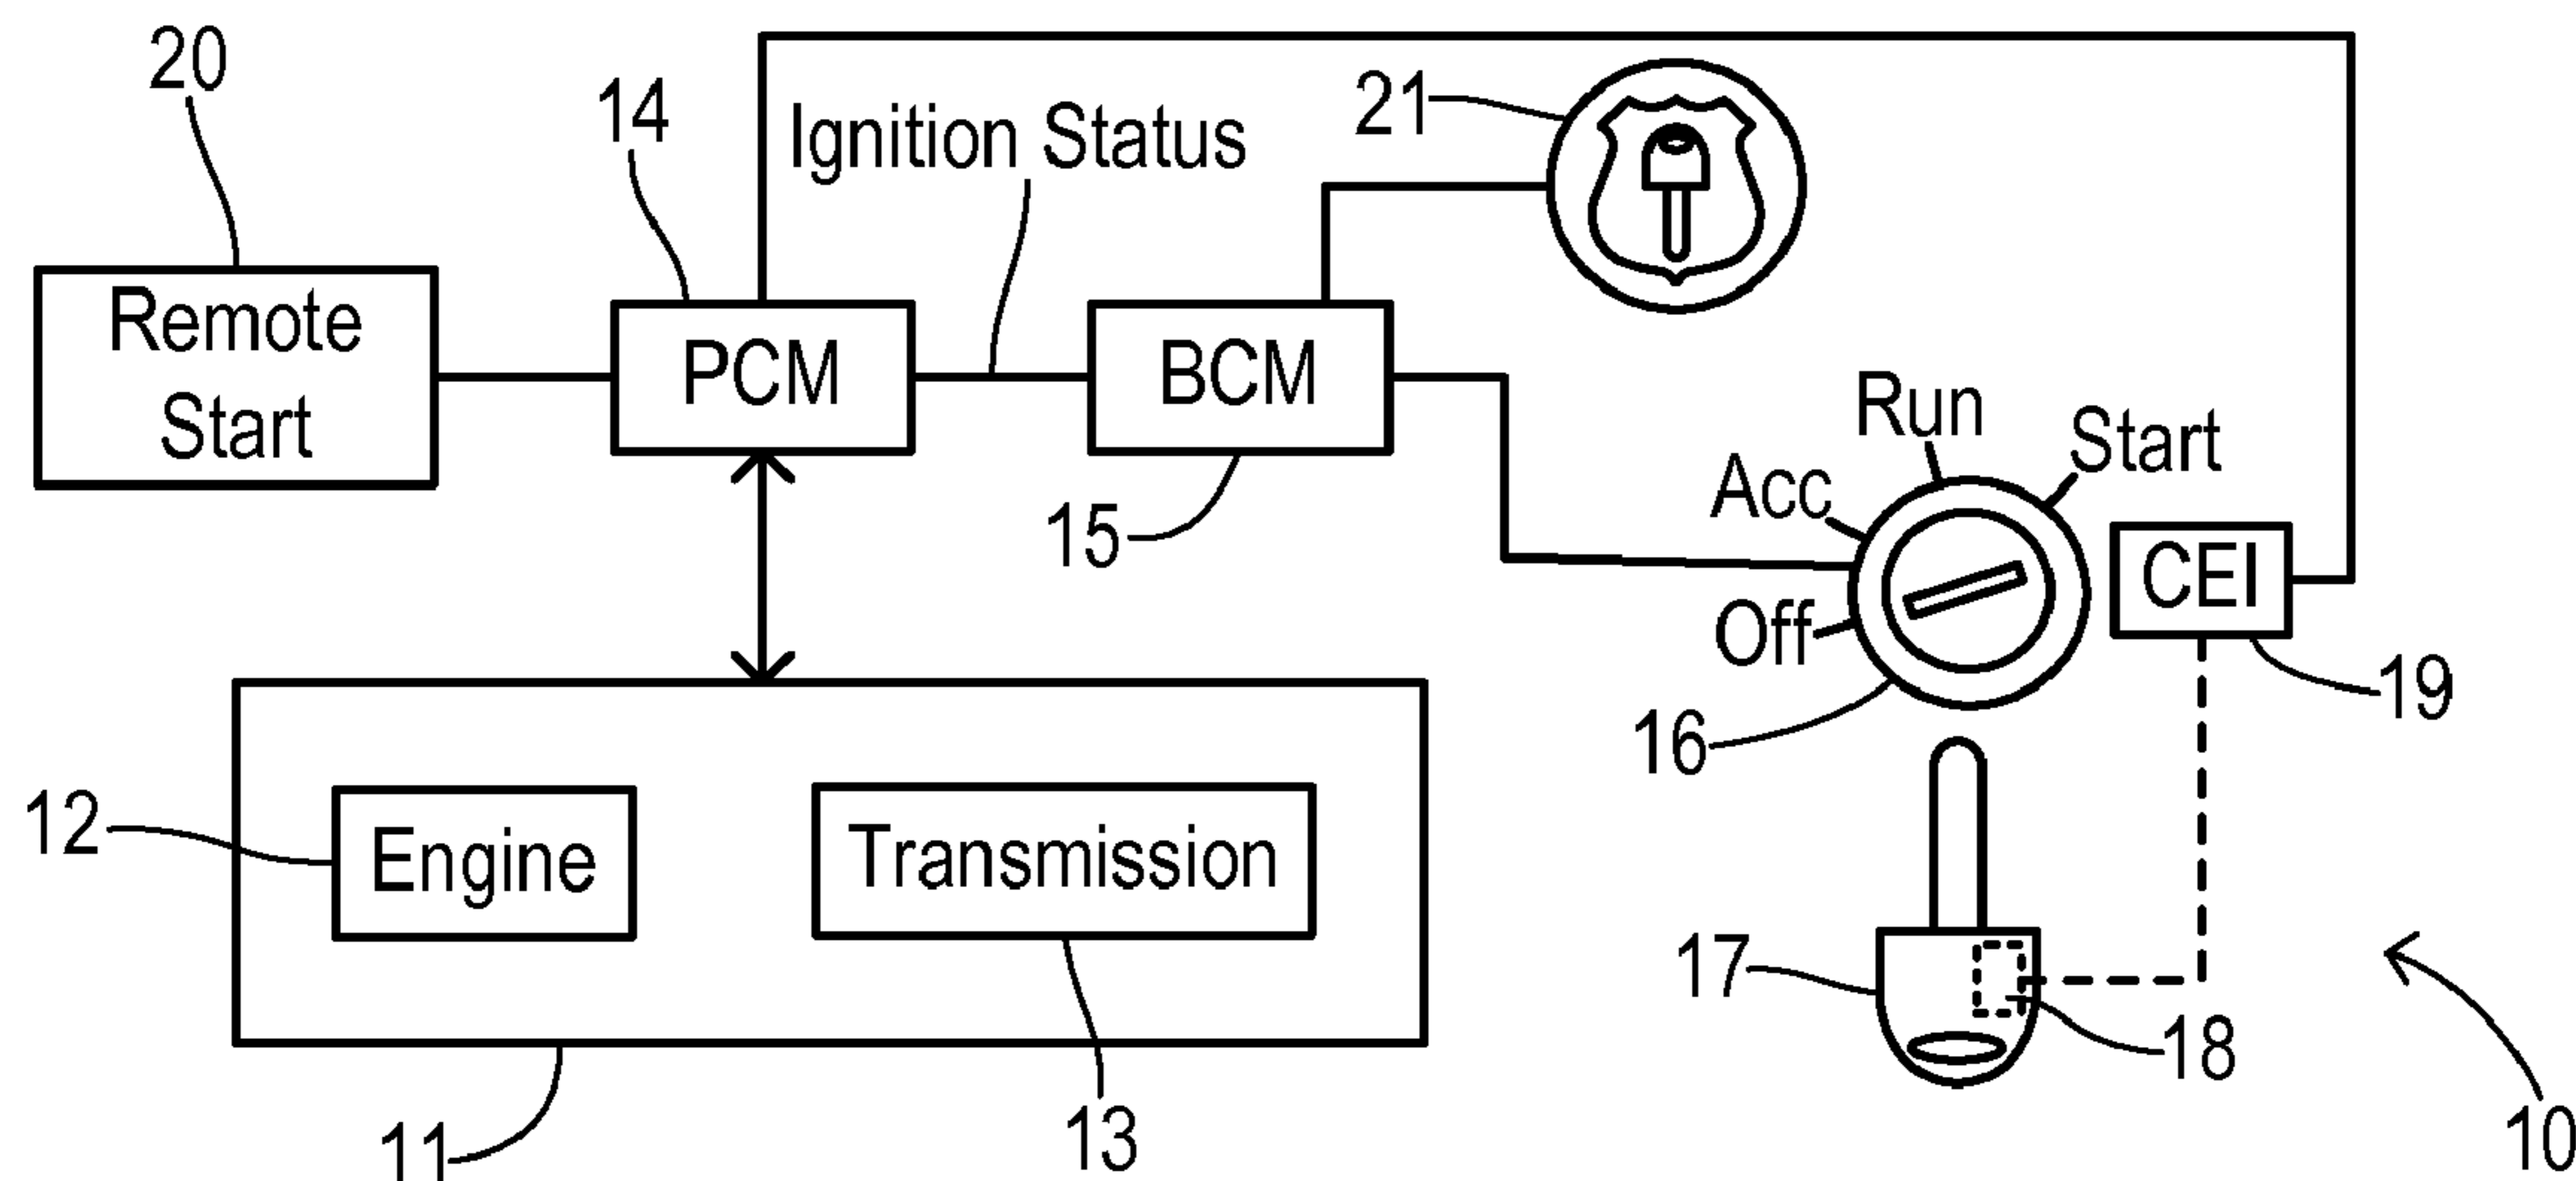 20
14
Ignition Status
21
Remote
Start
PCM
BCM
Run
Start
Acc
Off
CEI
15
16
19
12
Engine
Transmission
17
18
11
13
10